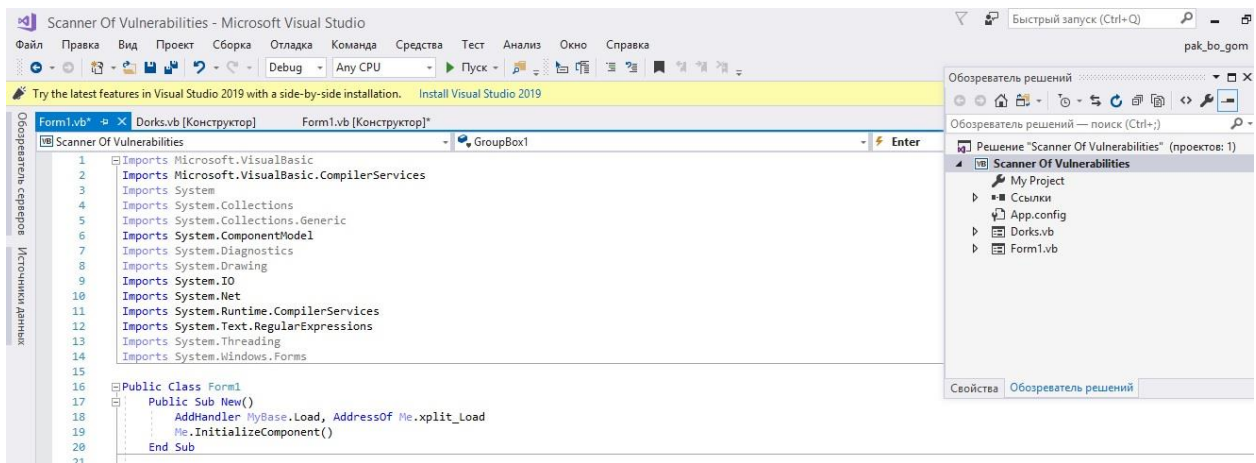 Scanner Of Vulnerabilities - Microsoft Visual Studio
Быстрый запуск (Ctrl+Q)
Файл Правка Вид Проект Сборка Отладка Команда Средства Тест Анализ Окно Справка
pak_bo_gom
Debug Any CPU Пуск
Try the latest features in Visual Studio 2019 with a side-by-side installation. Install Visual Studio 2019
Обозреватель серверов
Источники данных
Form1.vb* Dorks.vb [Конструктор] Form1.vb [Конструктор]*
VB Scanner Of Vulnerabilities GroupBox1 Enter
1 Imports Microsoft.VisualBasic
2 Imports Microsoft.VisualBasic.CompilerServices
3 Imports System
4 Imports System.Collections
5 Imports System.Collections.Generic
6 Imports System.ComponentModel
7 Imports System.Diagnostics
8 Imports System.Drawing
9 Imports System.IO
10 Imports System.Net
11 Imports System.Runtime.CompilerServices
12 Imports System.Text.RegularExpressions
13 Imports System.Threading
14 Imports System.Windows.Forms
15
16 Public Class Form1
17 Public Sub New()
18 AddHandler MyBase.Load, AddressOf Me.xplit_Load
19 Me.InitializeComponent()
20 End Sub
21
Обозреватель решений
Обозреватель решений — поиск (Ctrl+;)
Решение "Scanner Of Vulnerabilities" (проектов: 1)
VB Scanner Of Vulnerabilities
My Project
Ссылки
App.config
Dorks.vb
Form1.vb
Свойства Обозреватель решений